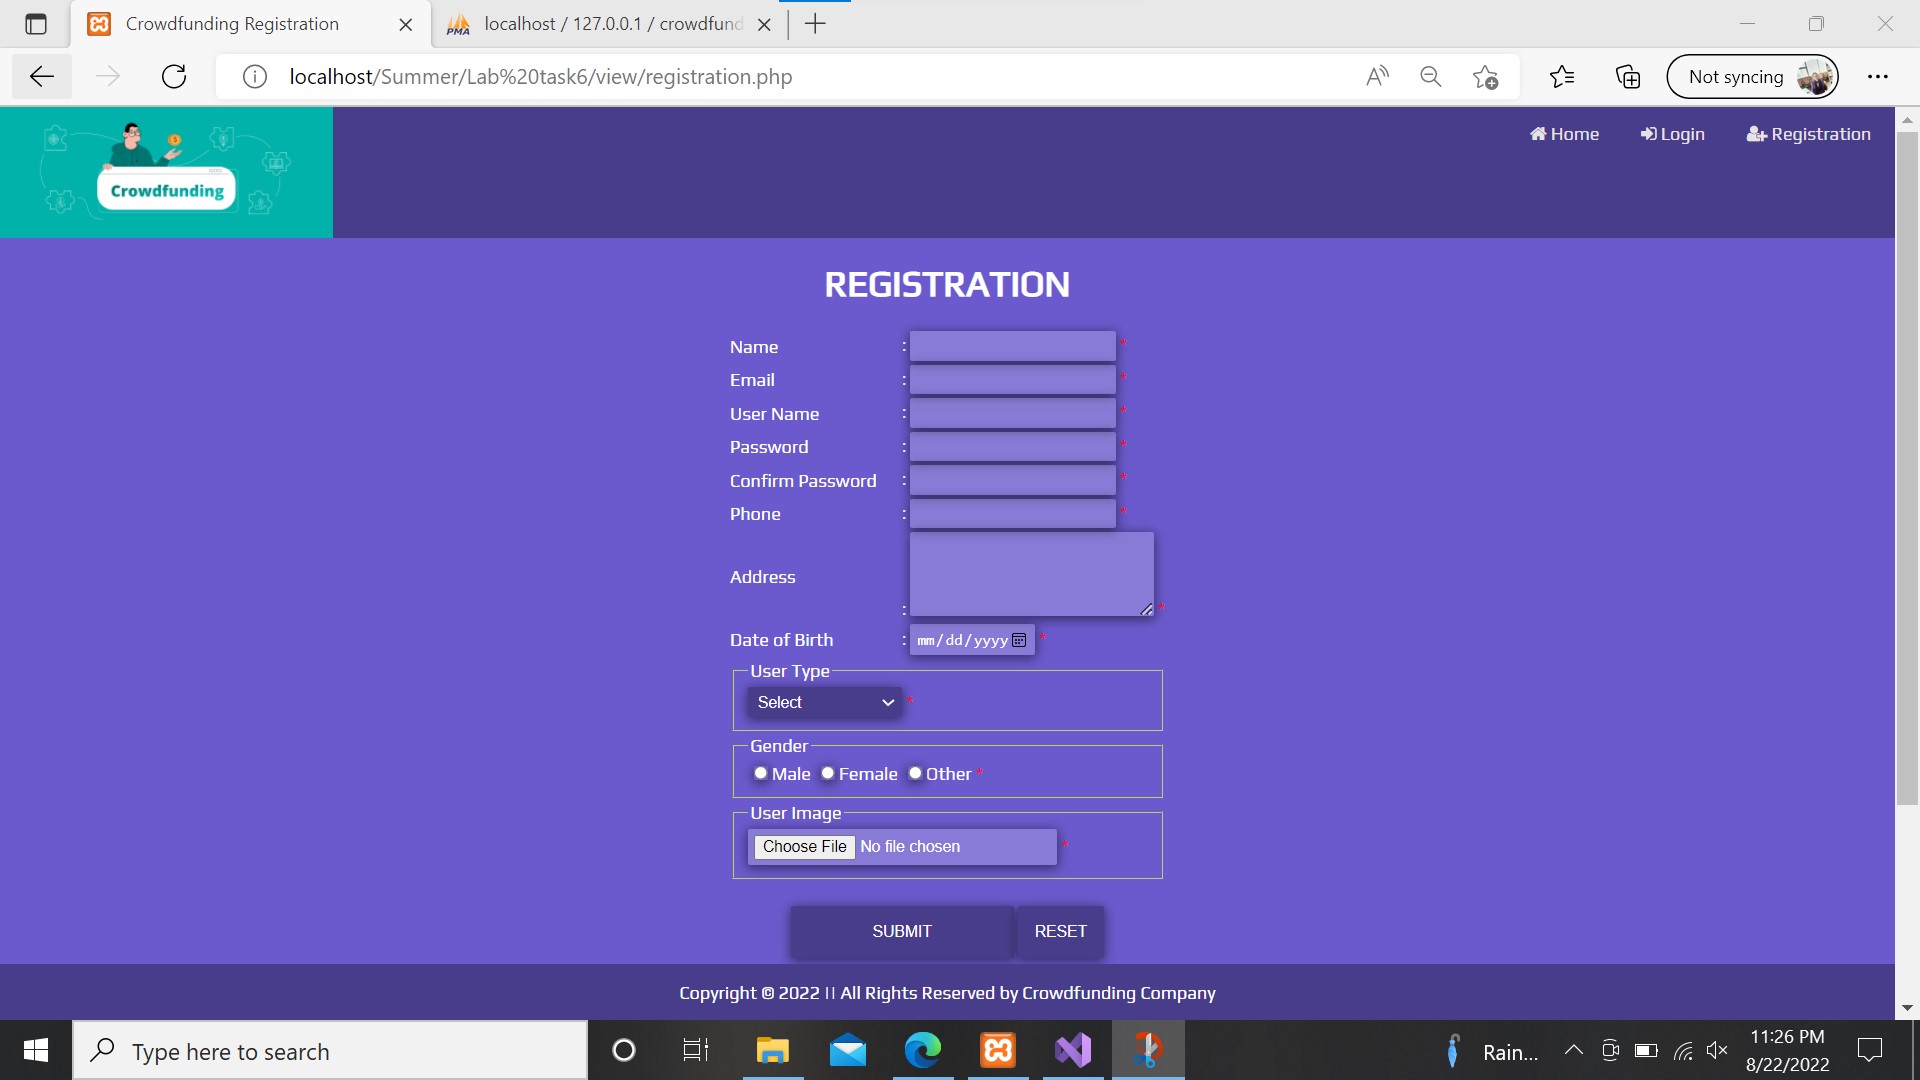 Crowdfunding Registration
localhost / 127.0.0.1 / crowdfund
localhost/Summer/Lab%20task6/view/registration.php
Not syncing
Crowdfunding
Home
Login
Registration
REGISTRATION
Name : *
Email : *
User Name : *
Password : *
Confirm Password : *
Phone : *
Address : *
Date of Birth : mm/dd/yyyy *
User Type
Select *
Gender
Male Female Other *
User Image
Choose File No file chosen *
SUBMIT
RESET
Copyright © 2022 || All Rights Reserved by Crowdfunding Company
Type here to search
Rain...
11:26 PM
8/22/2022
PMA